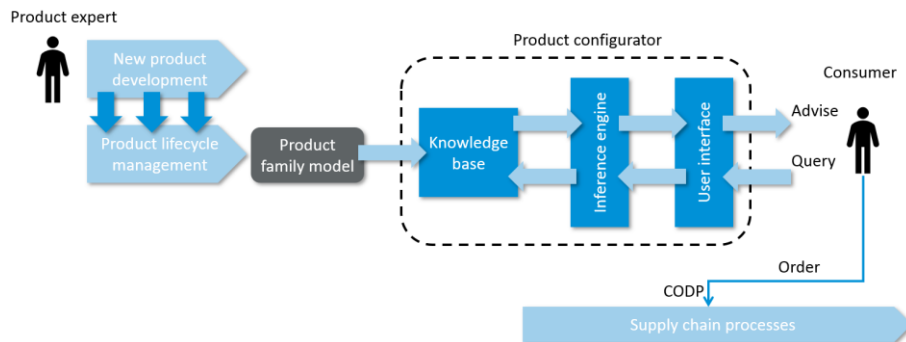 Product expert
New product
development
Product lifecycle
management
Product
family model
Product configurator
Knowledge
base
Inference engine
User interface
Consumer
Advise
Query
Order
CODP
Supply chain processes